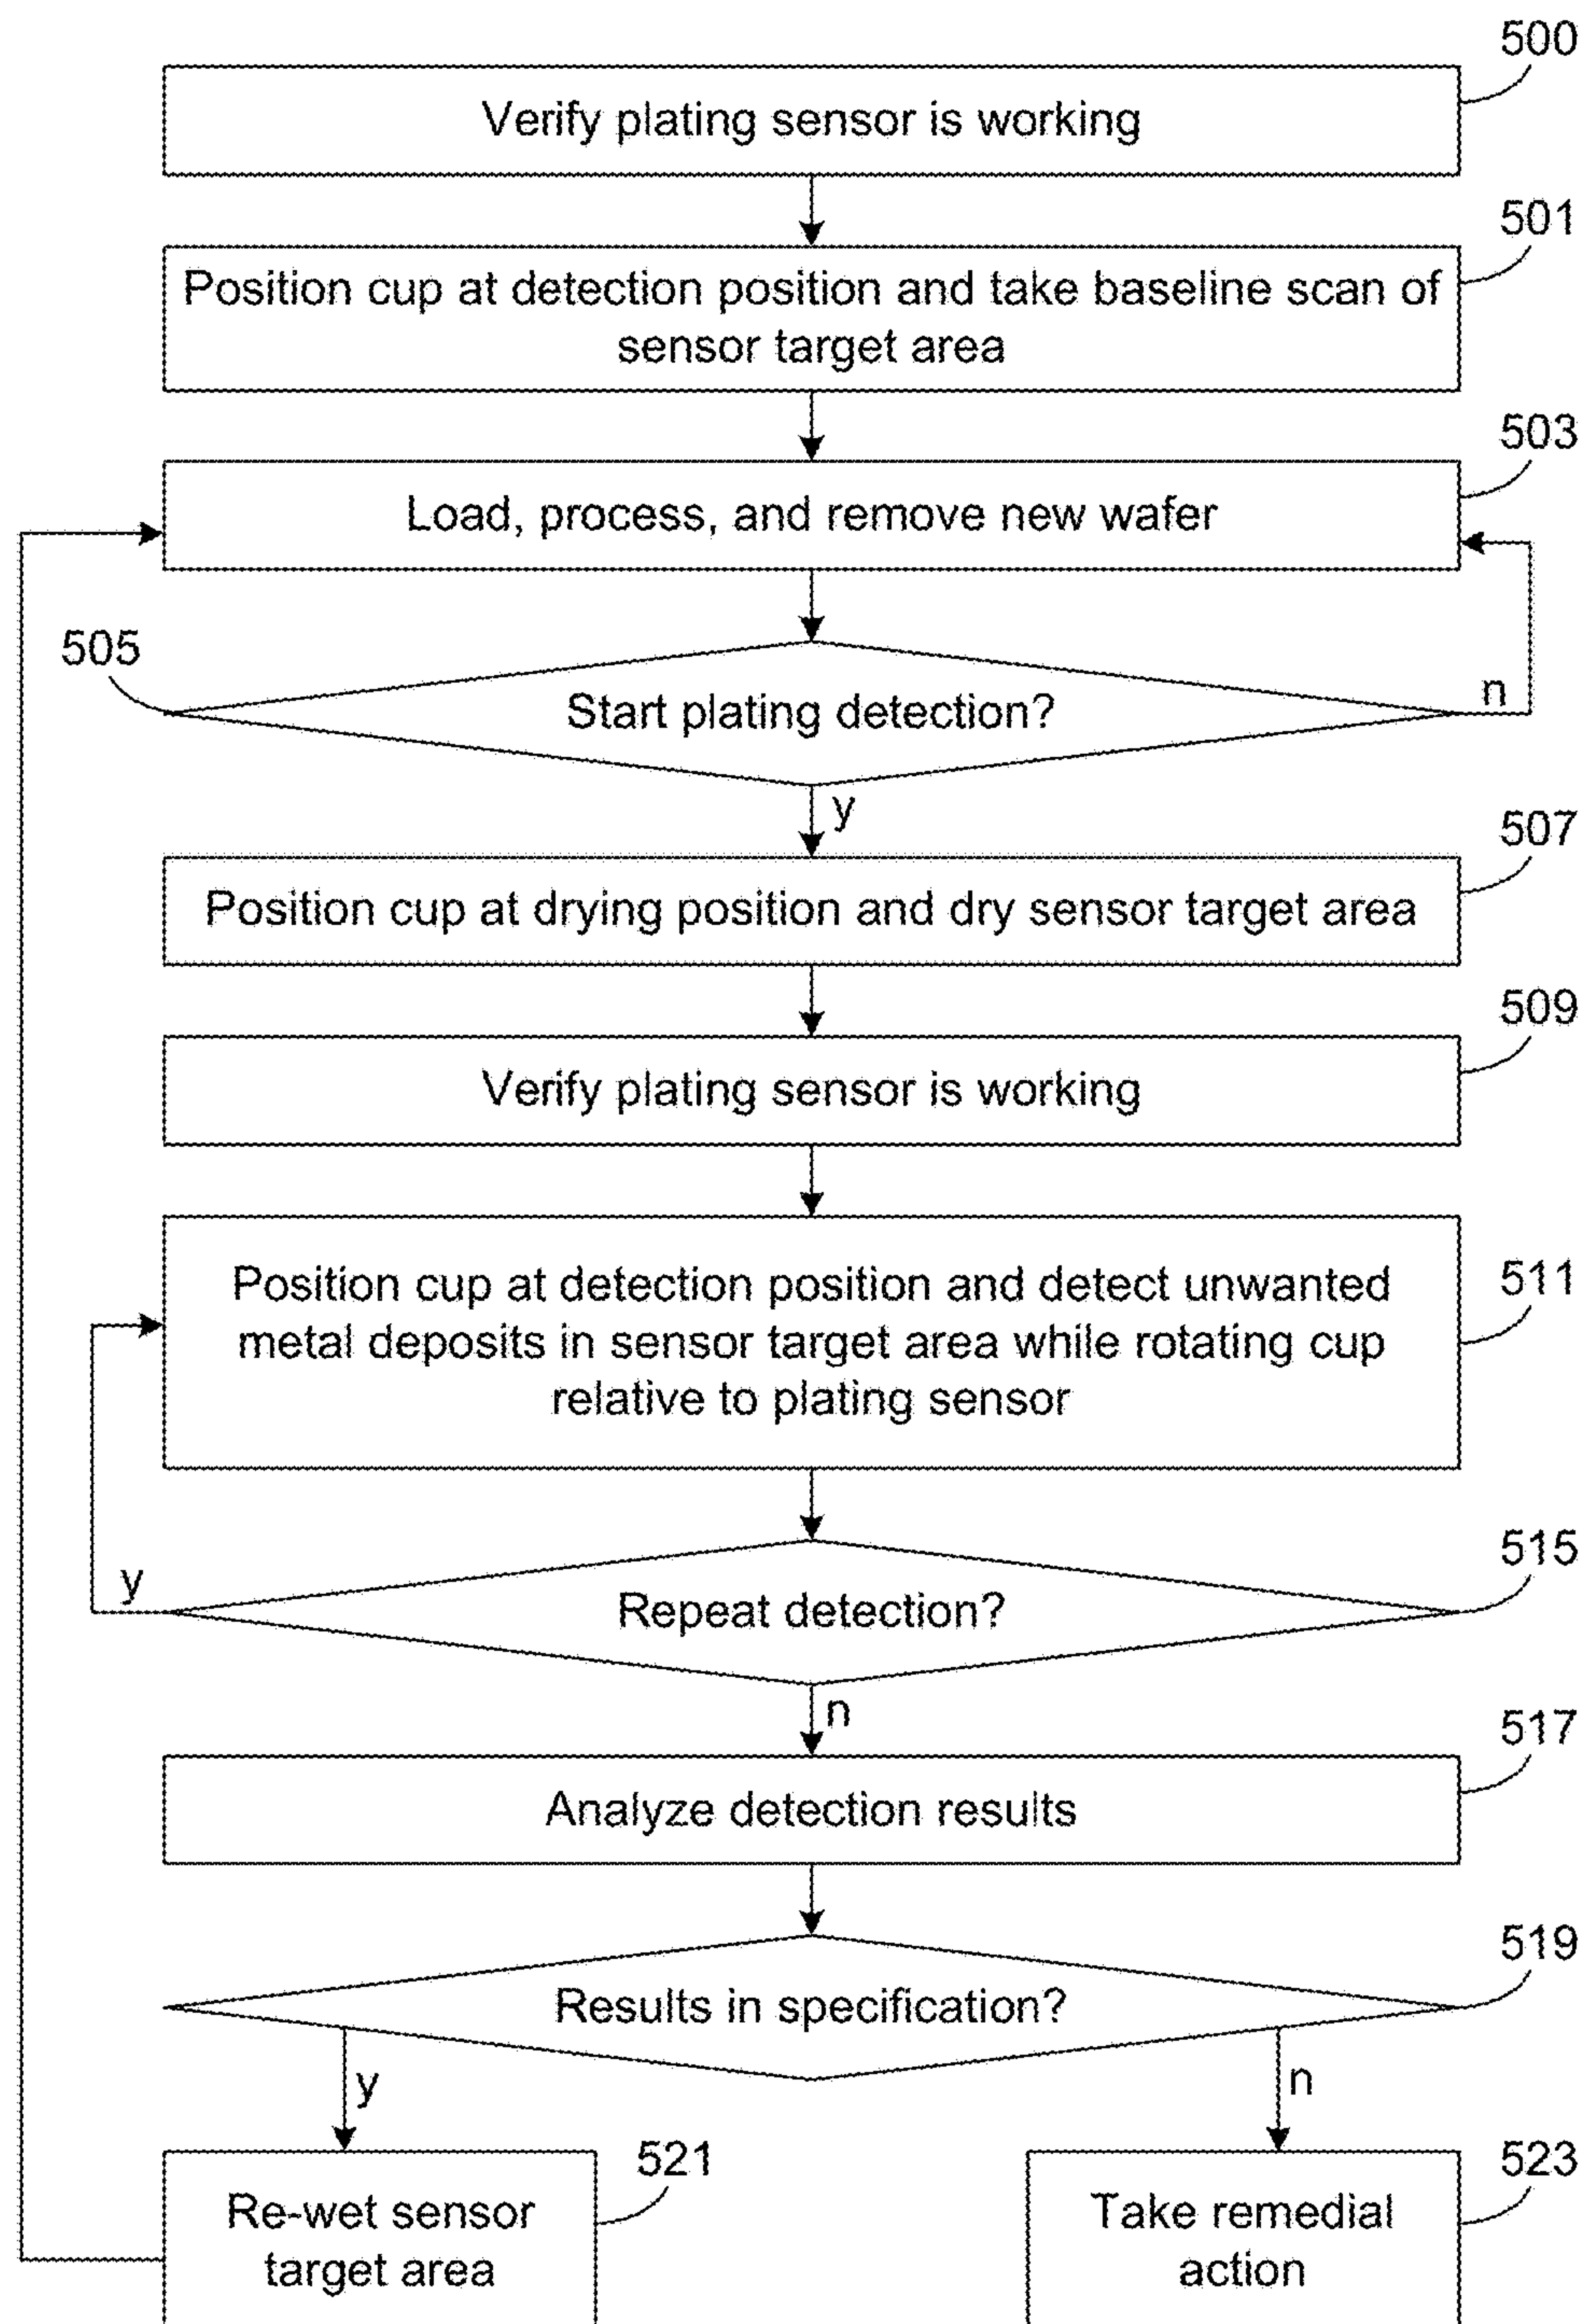 500
Verify plating sensor is working
501
Position cup at detection position and take baseline scan of
sensor target area
503
Load, process, and remove new wafer
505
Start plating detection?
n
y
507
Position cup at drying position and dry sensor target area
509
Verify plating sensor is working
511
Position cup at detection position and detect unwanted
metal deposits in sensor target area while rotating cup
relative to plating sensor
515
y
Repeat detection?
n
517
Analyze detection results
519
Results in specification?
y
n
521
523
Re-wet sensor
target area
Take remedial
action